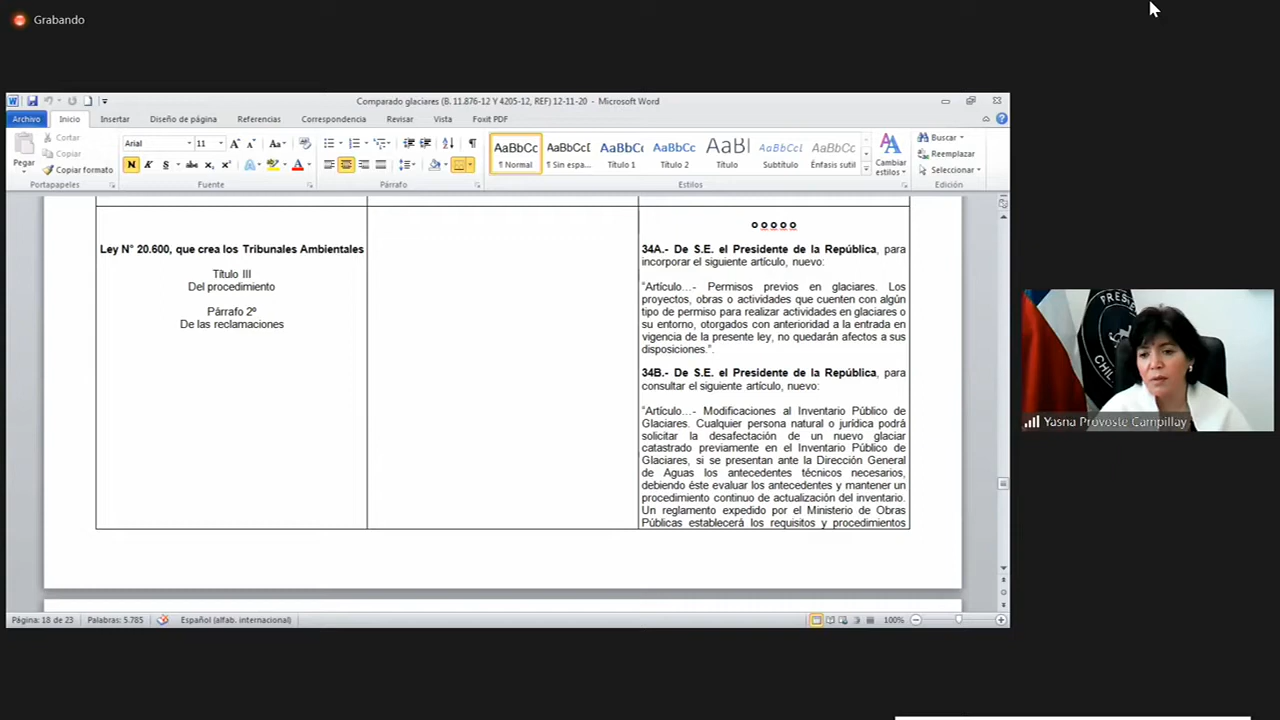 Grabando
Comparado glaciares (B. 11.876-12 Y 4205-12, REF) 12-11-20 - Microsoft Word
Archivo Inicio Insertar Diseño de página Referencias Correspondencia Revisar Vista Foxit PDF
Pegar
Cortar
Copiar
Copiar formato
Portapapeles
Arial 11
Fuente
Párrafo
AaBbCc AaBbCcI AaBbCc AaBbCc AaBl AaBbCcl AaBbCcl
¶ Normal ¶ Sin espa... Título 1 Título 2 Título Subtítulo Énfasis sutil
Cambiar estilos
Estilos
Buscar
Reemplazar
Seleccionar
Edición
Ley N° 20.600, que crea los Tribunales Ambientales
Título III
Del procedimiento
Párrafo 2º
De las reclamaciones
ooooo
34A.- De S.E. el Presidente de la República, para
incorporar el siguiente artículo, nuevo:
“Artículo...- Permisos previos en glaciares. Los
proyectos, obras o actividades que cuenten con algún
tipo de permiso para realizar actividades en glaciares o
su entorno, otorgados con anterioridad a la entrada en
vigencia de la presente ley, no quedarán afectos a sus
disposiciones.”.
34B.- De S.E. el Presidente de la República, para
consultar el siguiente artículo, nuevo:
“Artículo...- Modificaciones al Inventario Público de
Glaciares. Cualquier persona natural o jurídica podrá
solicitar la desafectación de un nuevo glaciar
catastrado previamente en el Inventario Público de
Glaciares, si se presentan ante la Dirección General
de Aguas los antecedentes técnicos necesarios,
debiendo éste evaluar los antecedentes y mantener un
procedimiento continuo de actualización del inventario.
Un reglamento expedido por el Ministerio de Obras
Públicas establecerá los requisitos y procedimientos
Página: 18 de 23 Palabras: 5.785 Español (alfab. internacional) 100%
Yasna Provoste Campillay